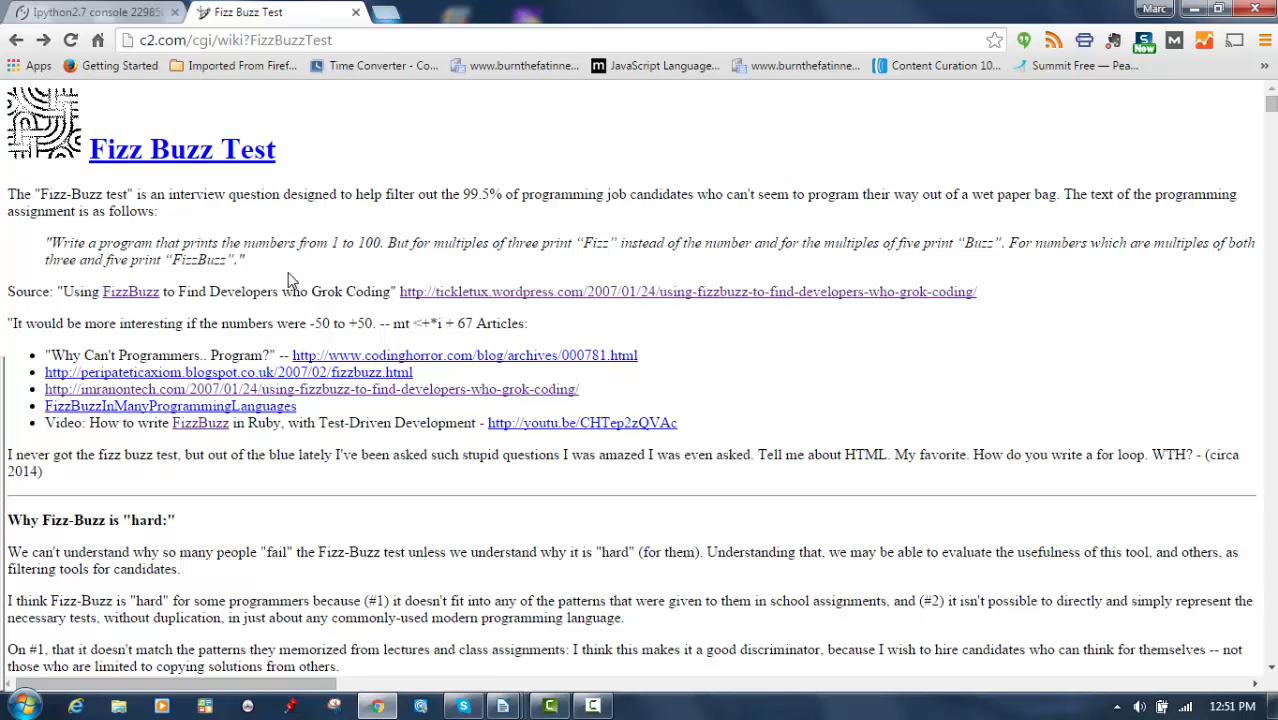 Ipython2.7 console 22985
Fizz Buzz Test
Marc
c2.com/cgi/wiki?FizzBuzzTest
New
Apps
Getting Started
Imported From Firef...
Time Converter - Co...
www.burnthefatinne...
JavaScript Language...
www.burnthefatinne...
Content Curation 10...
Summit Free — Pea...
»
Fizz Buzz Test
The "Fizz-Buzz test" is an interview question designed to help filter out the 99.5% of programming job candidates who can't seem to program their way out of a wet paper bag. The text of the programming
assignment is as follows:
"Write a program that prints the numbers from 1 to 100. But for multiples of three print “Fizz” instead of the number and for the multiples of five print “Buzz”. For numbers which are multiples of both
three and five print “FizzBuzz”."
Source: "Using FizzBuzz to Find Developers who Grok Coding" http://tickletux.wordpress.com/2007/01/24/using-fizzbuzz-to-find-developers-who-grok-coding/
"It would be more interesting if the numbers were -50 to +50. -- mt <+*i + 67 Articles:
• "Why Can't Programmers.. Program?" -- http://www.codinghorror.com/blog/archives/000781.html
• http://peripateticaxiom.blogspot.co.uk/2007/02/fizzbuzz.html
• http://imranontech.com/2007/01/24/using-fizzbuzz-to-find-developers-who-grok-coding/
• FizzBuzzInManyProgrammingLanguages
• Video: How to write FizzBuzz in Ruby, with Test-Driven Development - http://youtu.be/CHTep2zQVAc
I never got the fizz buzz test, but out of the blue lately I've been asked such stupid questions I was amazed I was even asked. Tell me about HTML. My favorite. How do you write a for loop. WTH? - (circa
2014)
Why Fizz-Buzz is "hard:"
We can't understand why so many people "fail" the Fizz-Buzz test unless we understand why it is "hard" (for them). Understanding that, we may be able to evaluate the usefulness of this tool, and others, as
filtering tools for candidates.
I think Fizz-Buzz is "hard" for some programmers because (#1) it doesn't fit into any of the patterns that were given to them in school assignments, and (#2) it isn't possible to directly and simply represent the
necessary tests, without duplication, in just about any commonly-used modern programming language.
On #1, that it doesn't match the patterns they memorized from lectures and class assignments: I think this makes it a good discriminator, because I wish to hire candidates who can think for themselves -- not
those who are limited to copying solutions from others.
12:51 PM